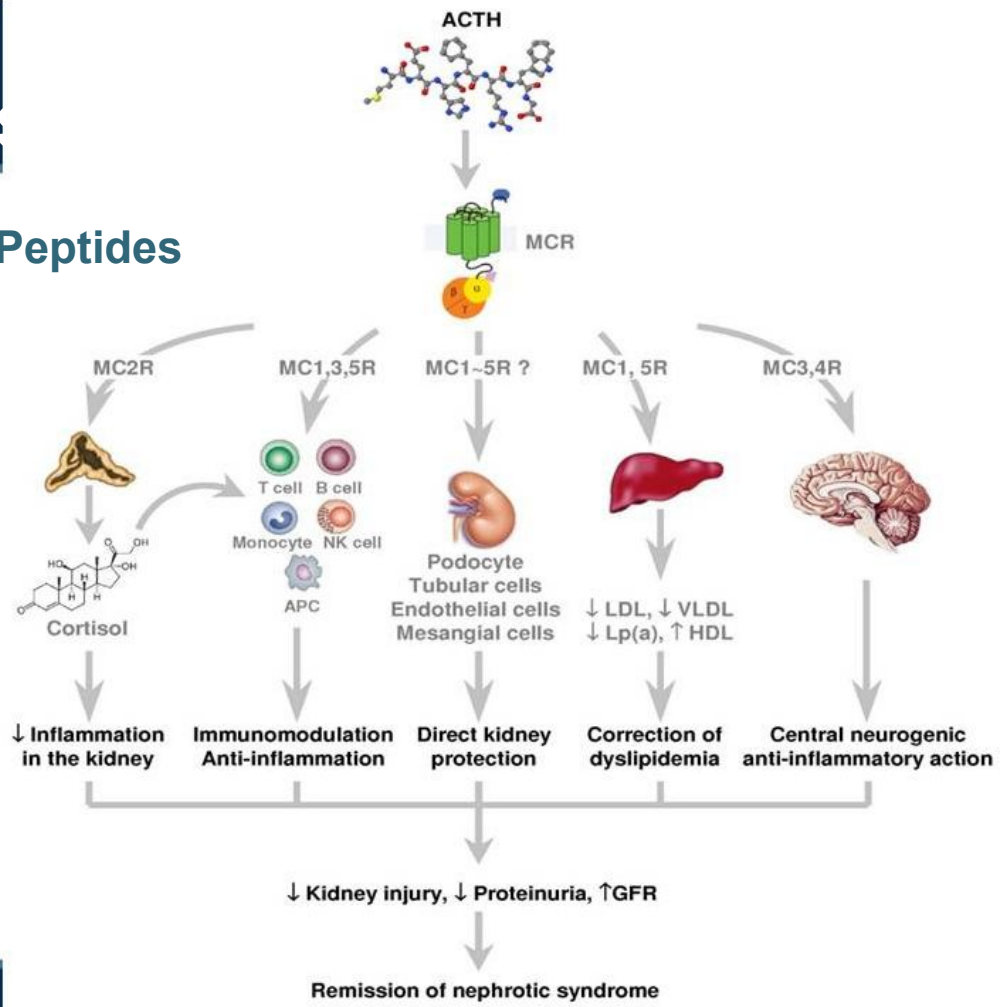 ACTH
Peptides
MCR
β
α
γ
MC2R
MC1,3,5R
MC1~5R ?
MC1, 5R
MC3,4R
T cell
B cell
Monocyte
NK cell
APC
O
OH
HO
OH
H
H
H
O
Cortisol
Podocyte
Tubular cells
Endothelial cells
Mesangial cells
↓ LDL, ↓ VLDL
↓ Lp(a), ↑ HDL
↓ Inflammation
in the kidney
Immunomodulation
Anti-inflammation
Direct kidney
protection
Correction of
dyslipidemia
Central neurogenic
anti-inflammatory action
↓ Kidney injury, ↓ Proteinuria, ↑GFR
Remission of nephrotic syndrome